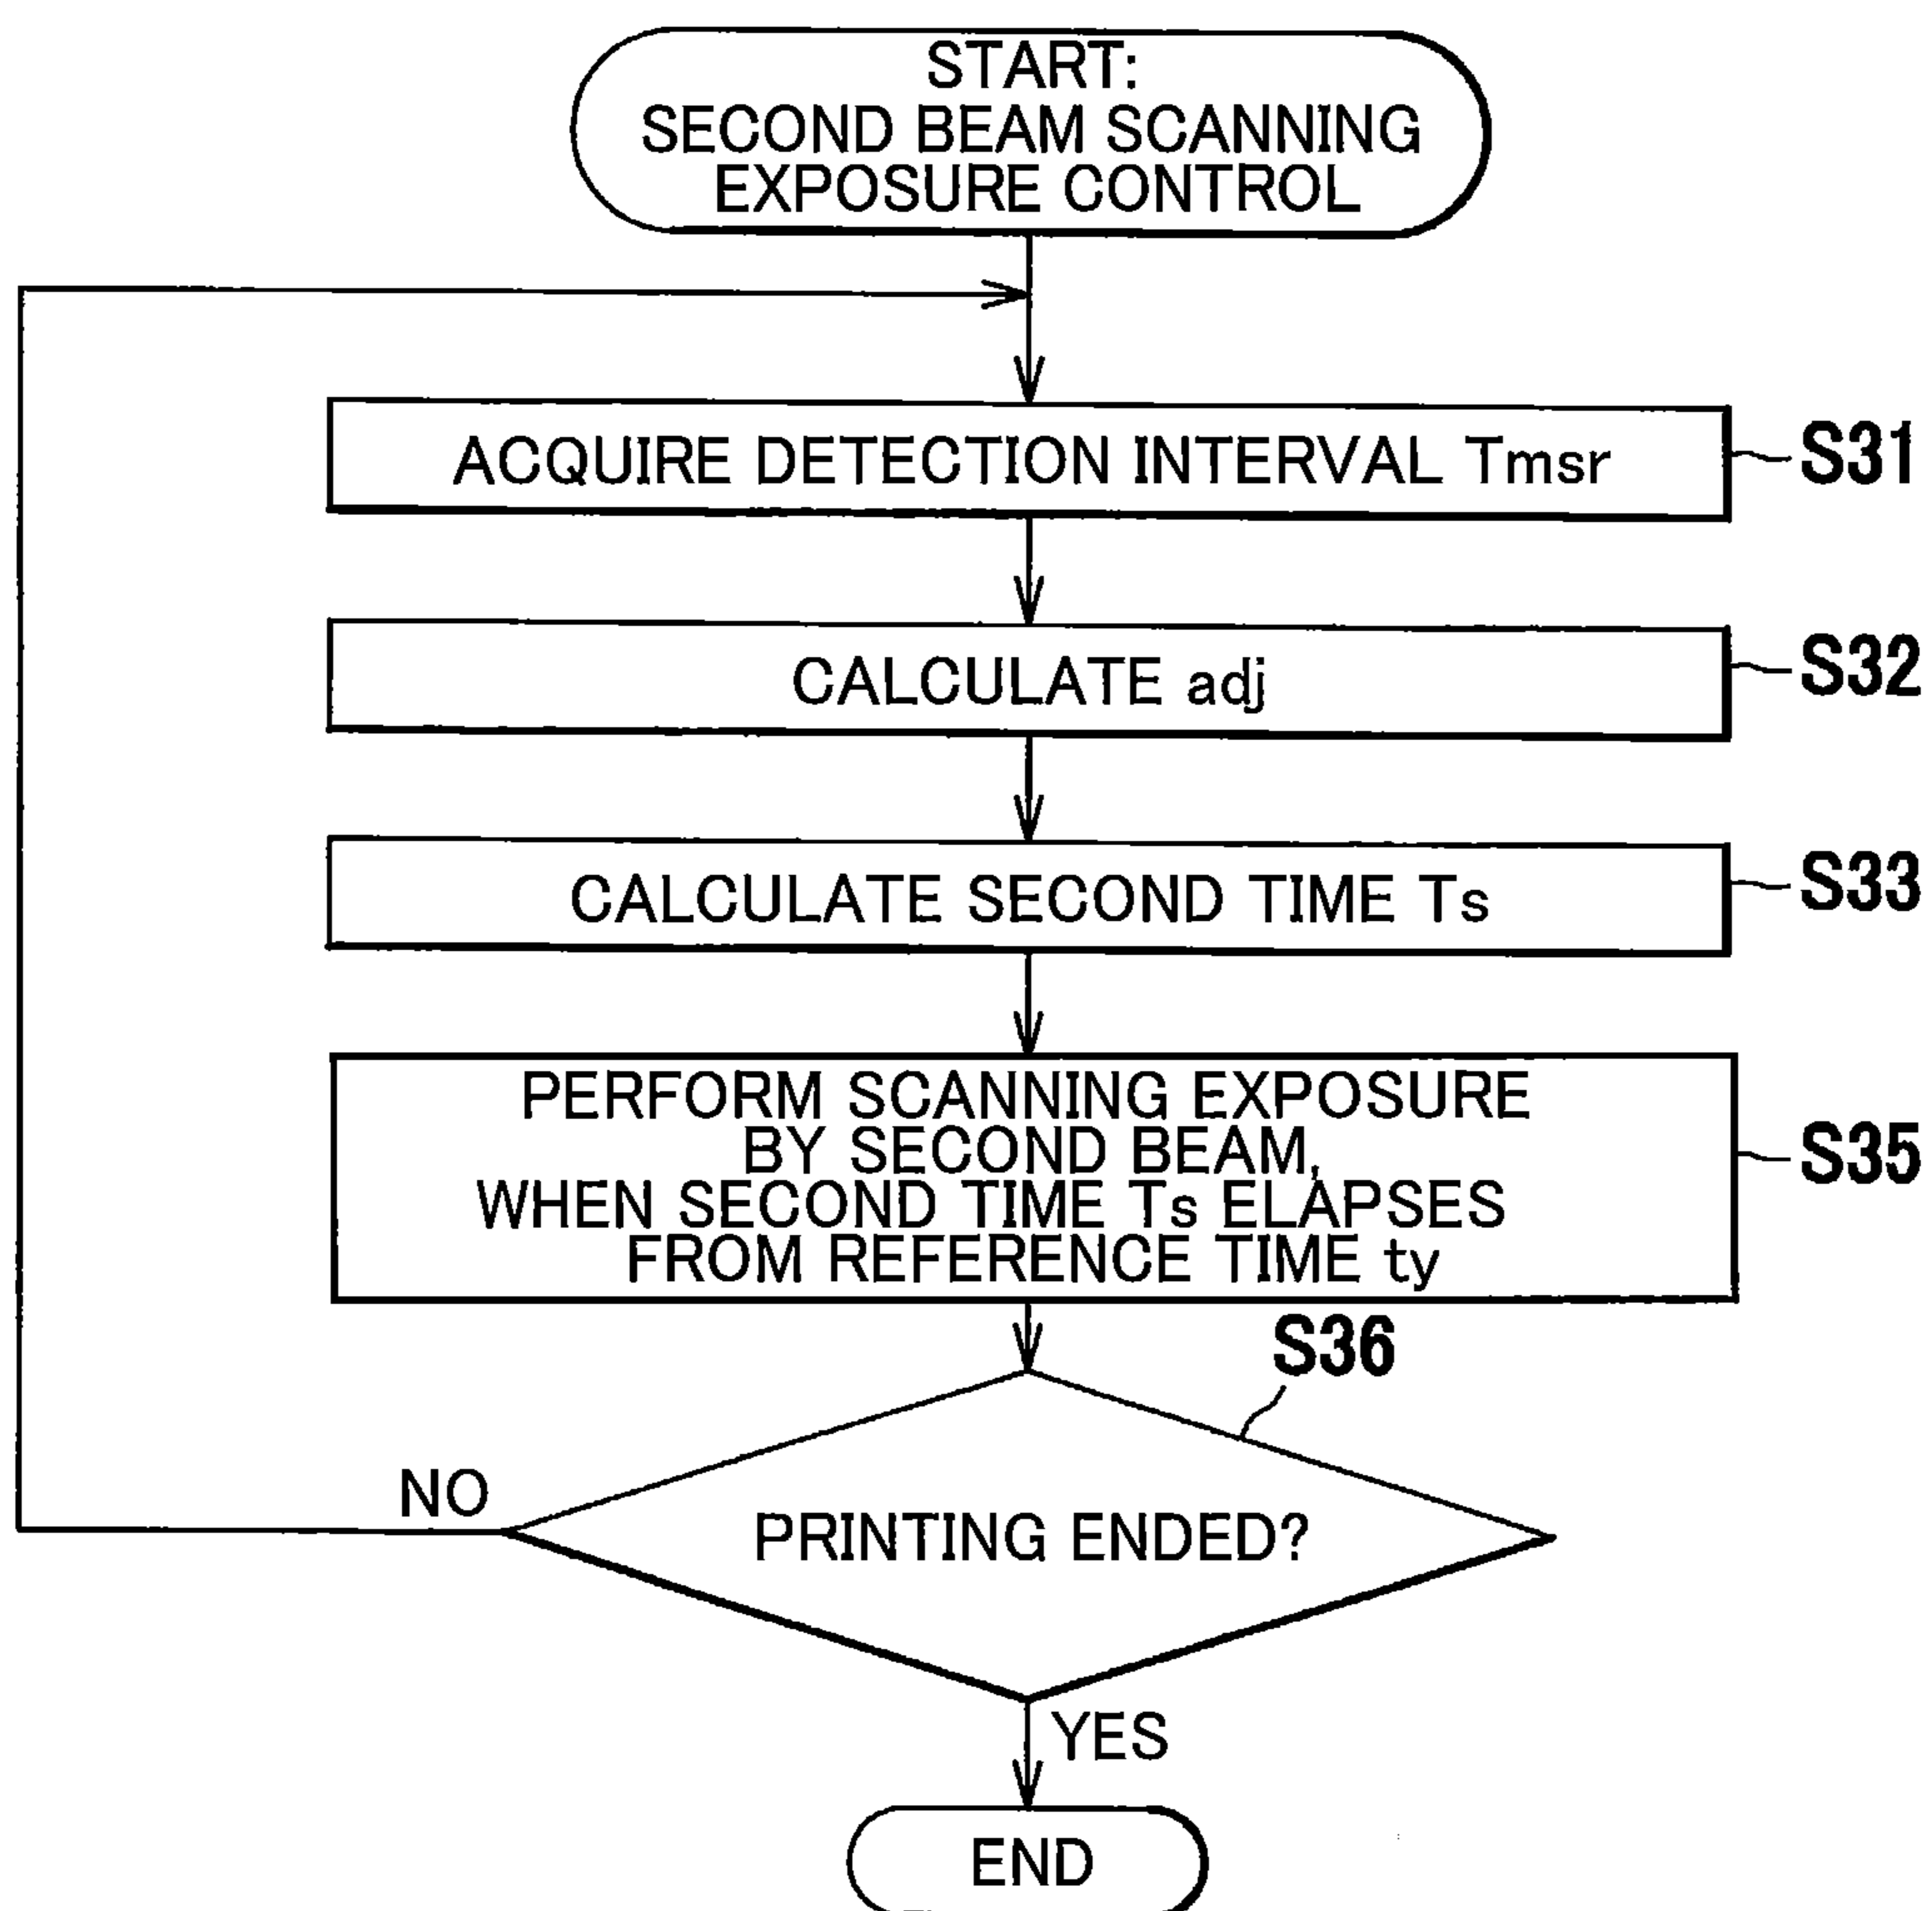 START:
SECOND BEAM SCANNING
EXPOSURE CONTROL
ACQUIRE DETECTION INTERVAL Tmsr
S31
CALCULATE adj
S32
CALCULATE SECOND TIME Ts
S33
PERFORM SCANNING EXPOSURE
BY SECOND BEAM,
WHEN SECOND TIME Ts ELAPSES
FROM REFERENCE TIME ty
S35
S36
NO
PRINTING ENDED?
YES
END